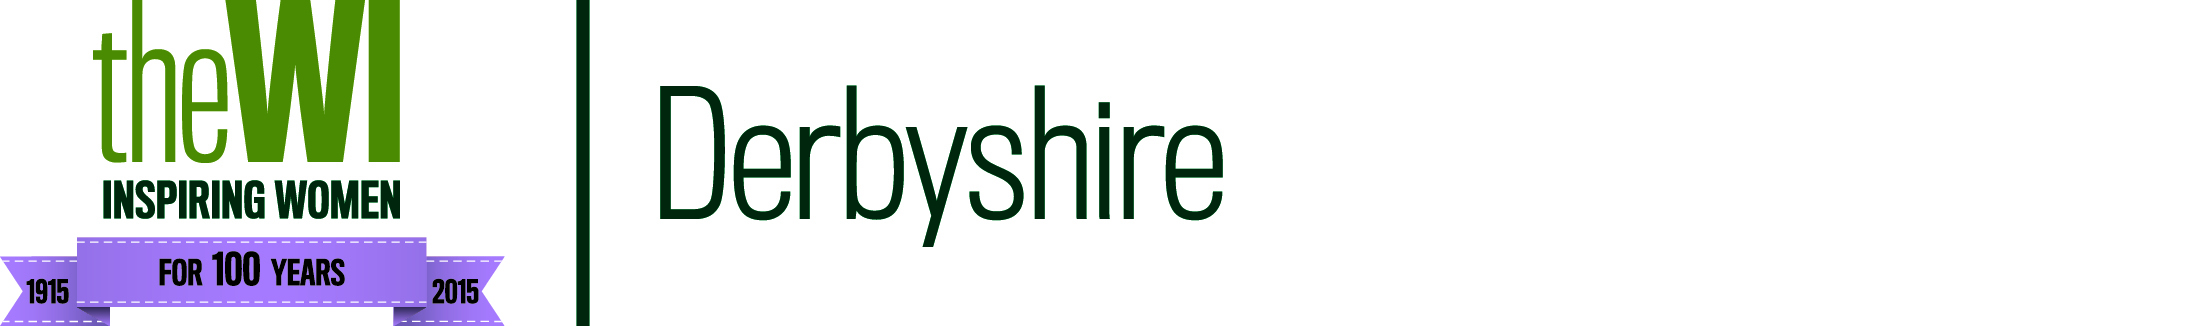 theWI
INSPIRING WOMEN
FOR 100 YEARS
1915
2015
Derbyshire